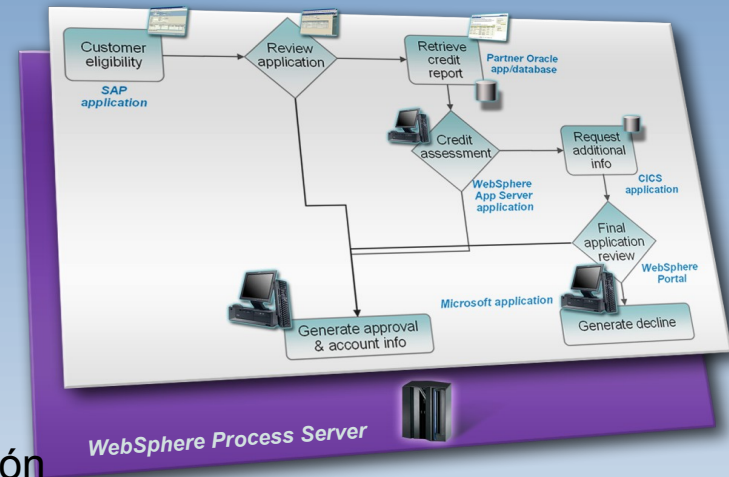 Customer
eligibility
SAP
application
Review
application
Retrieve
credit
report
Partner Oracle
app/database
Credit
assessment
WebSphere
App Server
application
Request
additional
info
CICS
application
Final
application
review
WebSphere
Portal
Microsoft application
Generate approval
& account info
Generate decline
WebSphere Process Server
ón